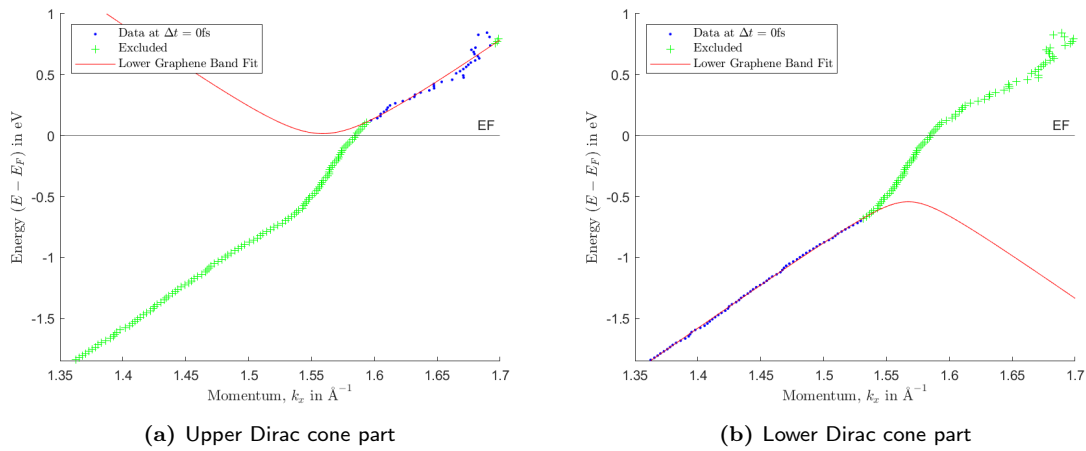 1
0.5
0
-0.5
-1
-1.5
Energy (E − E_F) in eV
Data at Δt = 0fs
Excluded
Lower Graphene Band Fit
EF
1.35 1.4 1.45 1.5 1.55 1.6 1.65 1.7
Momentum, k_x in Å⁻¹
(a) Upper Dirac cone part
1
0.5
0
-0.5
-1
-1.5
Energy (E − E_F) in eV
Data at Δt = 0fs
Excluded
Lower Graphene Band Fit
EF
1.35 1.4 1.45 1.5 1.55 1.6 1.65 1.7
Momentum, k_x in Å⁻¹
(b) Lower Dirac cone part